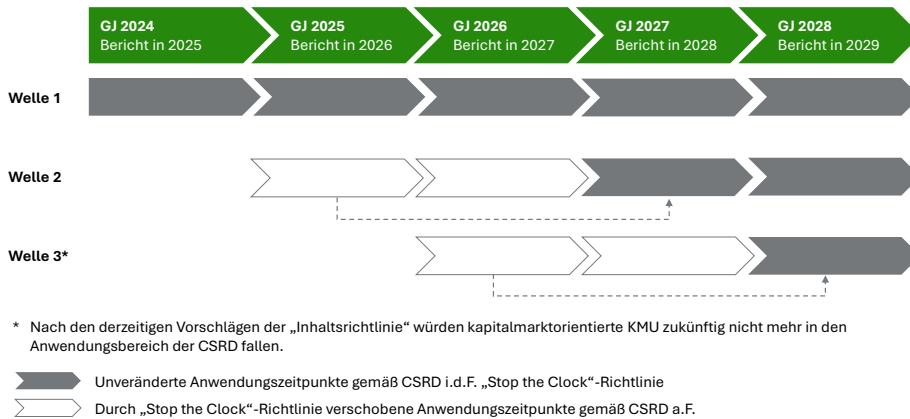 GJ 2024
Bericht in 2025
GJ 2025
Bericht in 2026
GJ 2026
Bericht in 2027
GJ 2027
Bericht in 2028
GJ 2028
Bericht in 2029
Welle 1
Welle 2
Welle 3*
* Nach den derzeitigen Vorschlägen der „Inhaltsrichtlinie“ würden kapitalmarktorientierte KMU zukünftig nicht mehr in den
Anwendungsbereich der CSRD fallen.
Unveränderte Anwendungszeitpunkte gemäß CSRD i.d.F. „Stop the Clock“-Richtlinie
Durch „Stop the Clock“-Richtlinie verschobene Anwendungszeitpunkte gemäß CSRD a.F.